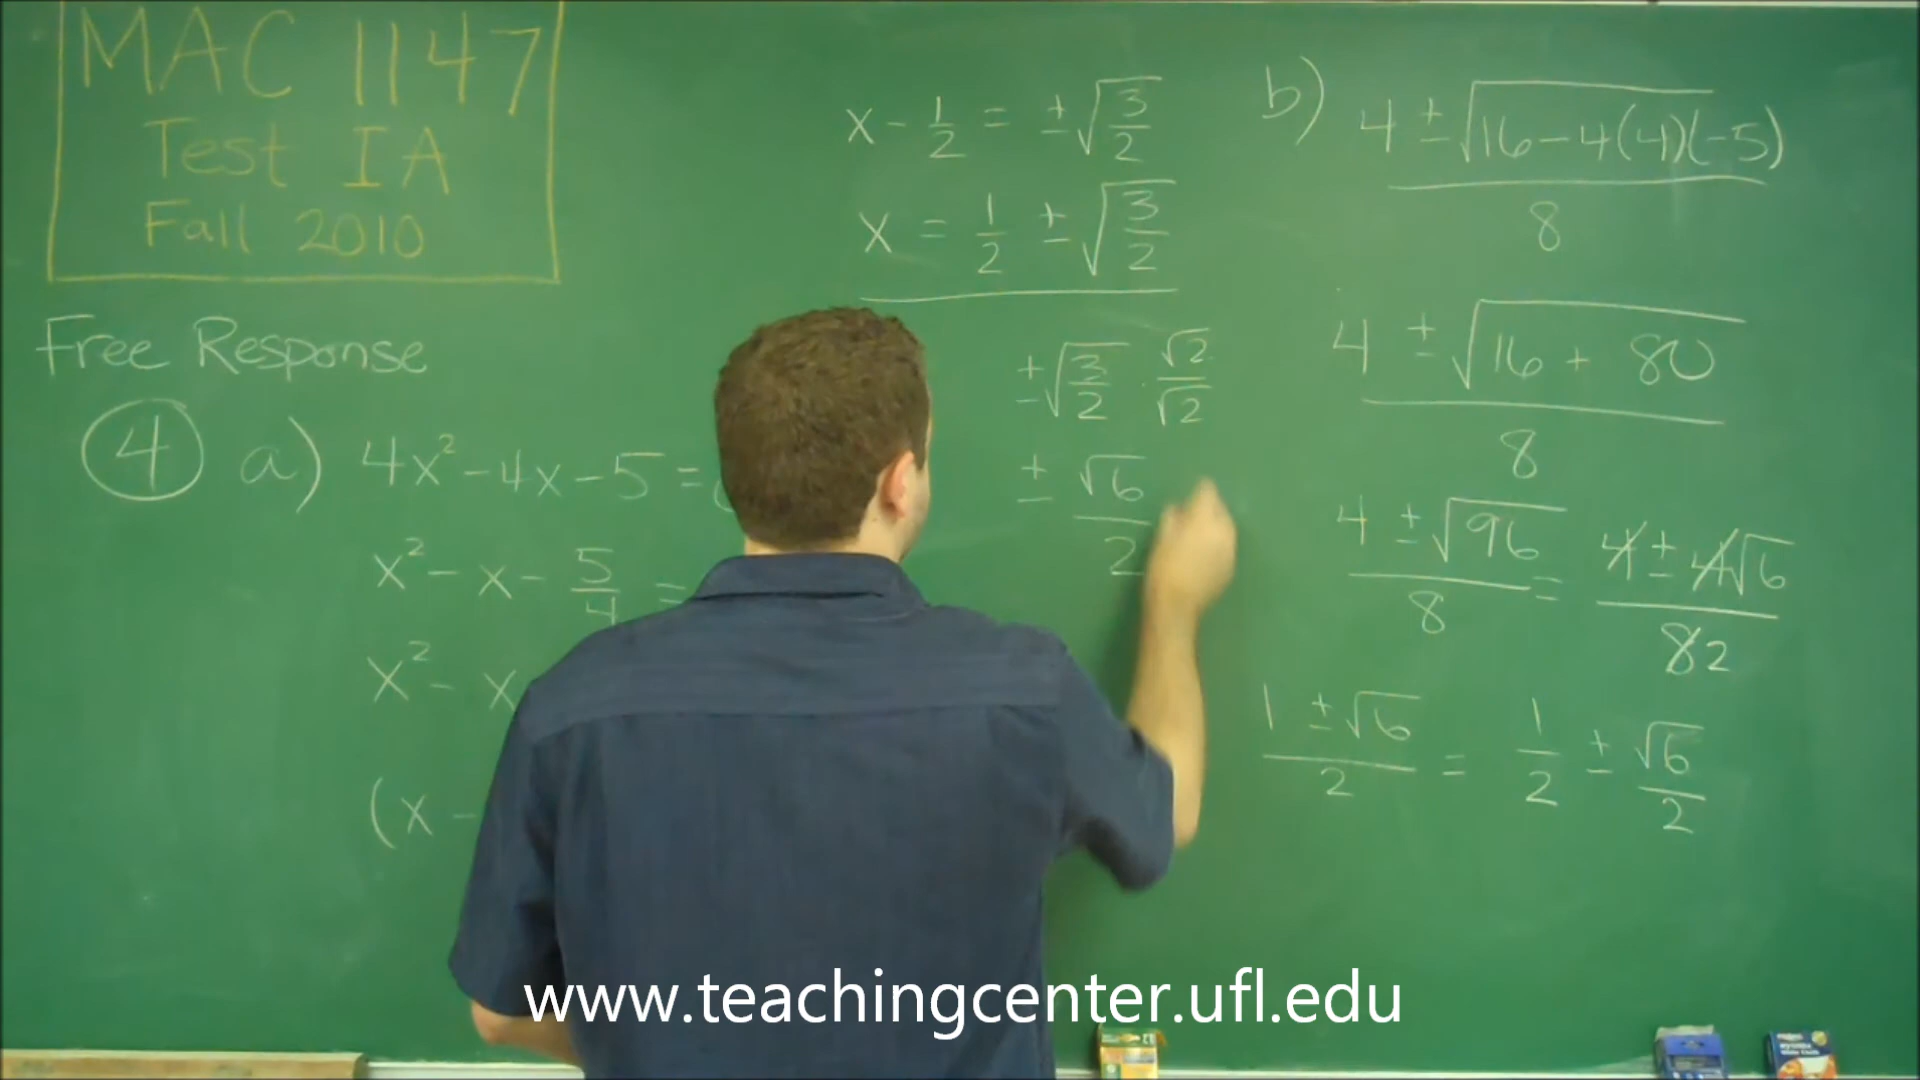 MAC 1147
Test IA
Fall 2010
Free Response
④ a) 4x² - 4x - 5 =
x² - x - 5/4 =
x² - x
(x -
x - 1/2 = ±√(3/2)
x = 1/2 ± √(3/2)
±√(3/2) · √2/√2
± √6/2
b) (4 ± √(16-4(4)(-5)))/8
(4 ± √(16 + 80))/8
(4 ± √96)/8 = (4 ± 4√6)/82
(1 ± √6)/2 = 1/2 ± √6/2
www.teachingcenter.ufl.edu